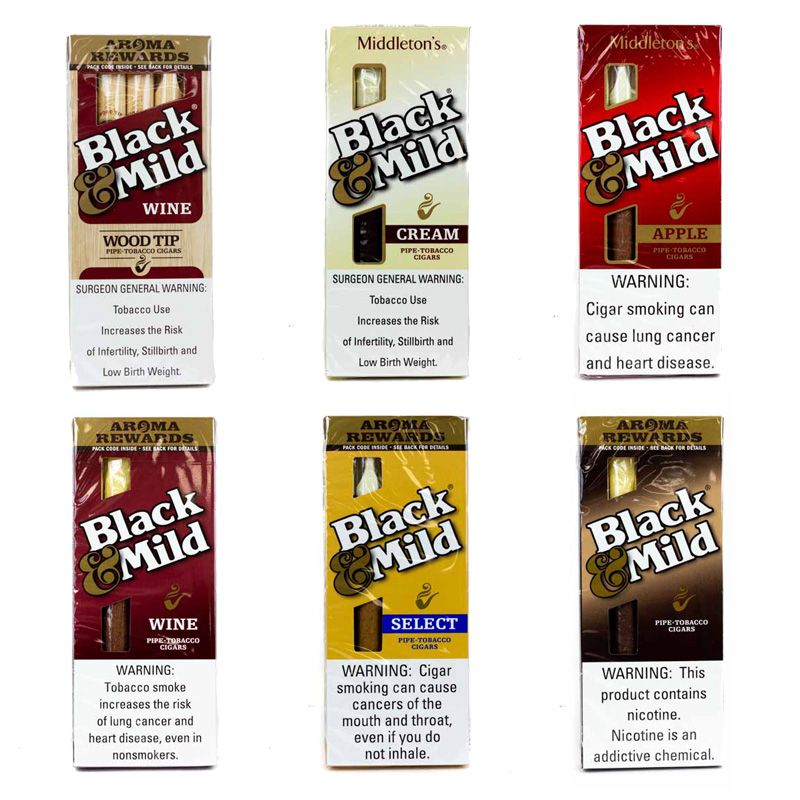 AROMA
REWARDS
PACK CODE INSIDE • SEE BACK FOR DETAILS
Black
& Mild®
WINE
WOOD TIP
PIPE-TOBACCO CIGARS
SURGEON GENERAL WARNING:
Tobacco Use
Increases the Risk
of Infertility, Stillbirth and
Low Birth Weight.
Middleton's®
Black
& Mild®
CREAM
PIPE-TOBACCO
CIGARS
SURGEON GENERAL WARNING:
Tobacco Use
Increases the Risk
of Infertility, Stillbirth and
Low Birth Weight.
Middleton's®
Black
& Mild®
APPLE
PIPE-TOBACCO
CIGARS
WARNING:
Cigar smoking can
cause lung cancer
and heart disease.
AROMA
REWARDS
PACK CODE INSIDE • SEE BACK FOR DETAILS
Black
& Mild®
WINE
PIPE-TOBACCO
CIGARS
WARNING:
Tobacco smoke
increases the risk
of lung cancer and
heart disease, even in
nonsmokers.
AROMA
REWARDS
PACK CODE INSIDE • SEE BACK FOR DETAILS
Black
& Mild®
SELECT
PIPE-TOBACCO
CIGARS
WARNING: Cigar
smoking can cause
cancers of the
mouth and throat,
even if you do
not inhale.
AROMA
REWARDS
PACK CODE INSIDE • SEE BACK FOR DETAILS
Black
& Mild®
PIPE-TOBACCO
CIGARS
WARNING: This
product contains
nicotine.
Nicotine is an
addictive chemical.